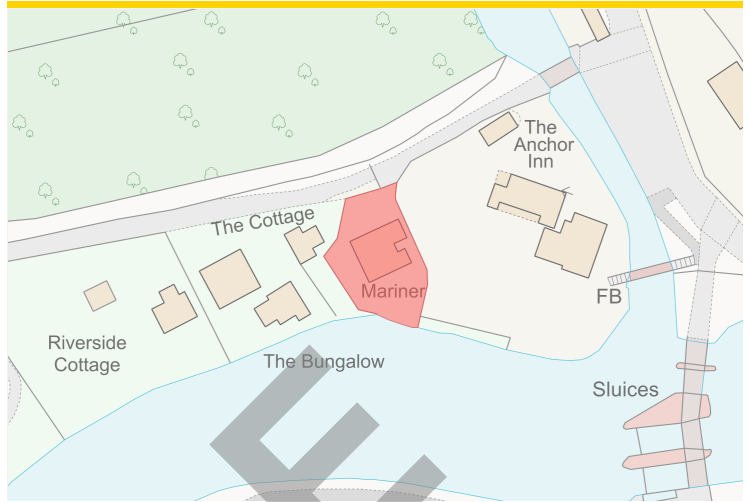 The
Anchor
Inn
The Cottage
Mariner
FB
Riverside
Cottage
The Bungalow
Sluices